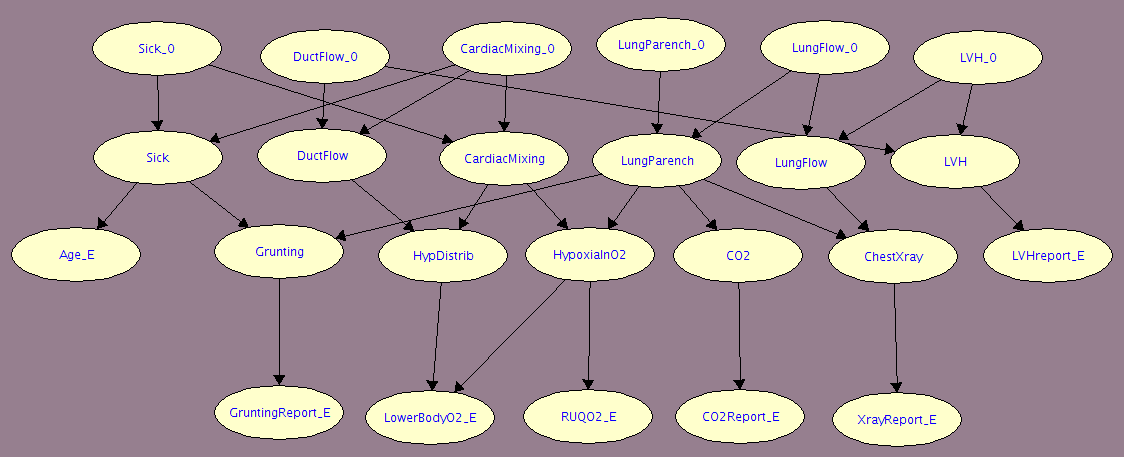 Sick_0
DuctFlow_0
CardiacMixing_0
LungParench_0
LungFlow_0
LVH_0
Sick
DuctFlow
CardiacMixing
LungParench
LungFlow
LVH
Age_E
Grunting
HypDistrib
HypoxiaInO2
CO2
ChestXray
LVHreport_E
GruntingReport_E
LowerBodyO2_E
RUQO2_E
CO2Report_E
XrayReport_E